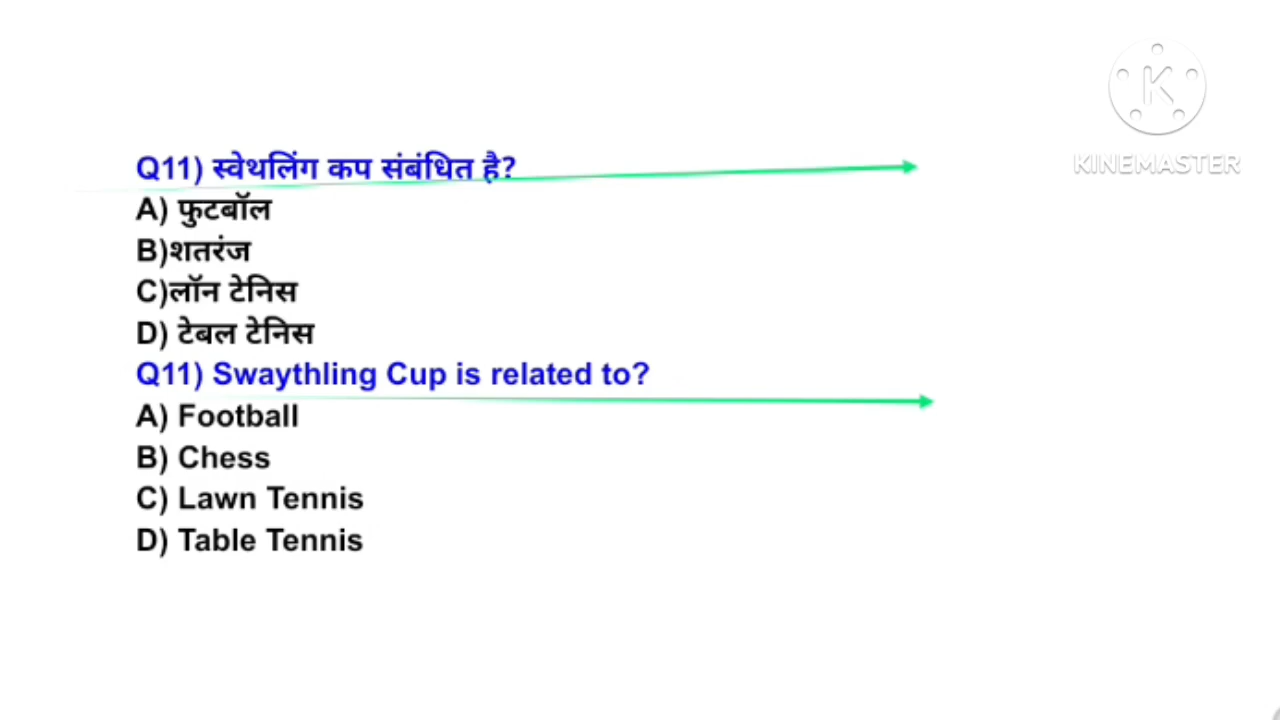 Q11) स्वेथलिंग कप संबंधित है?
A) फुटबॉल
B)शतरंज
C)लॉन टेनिस
D) टेबल टेनिस
Q11) Swaythling Cup is related to?
A) Football
B) Chess
C) Lawn Tennis
D) Table Tennis
K
KINEMASTER